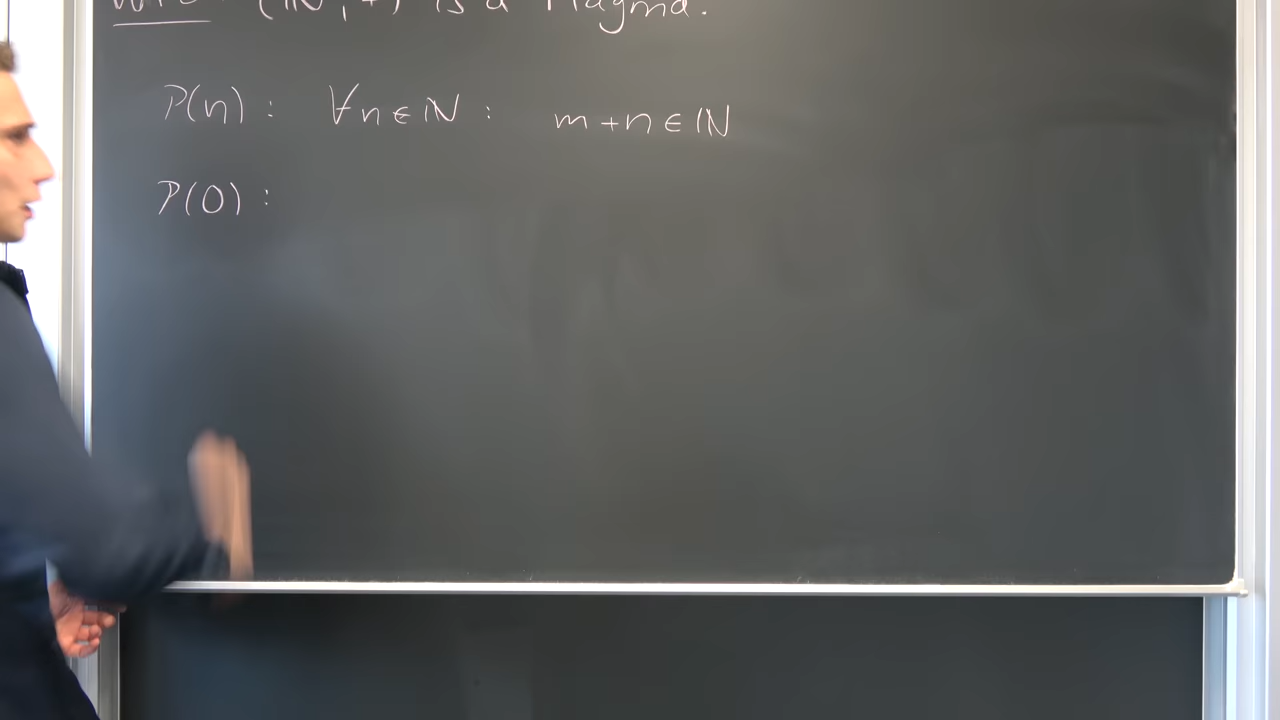 (ℕ, +) is a Magma.
P(n): ∀n∈ℕ: m+n∈ℕ
P(0):